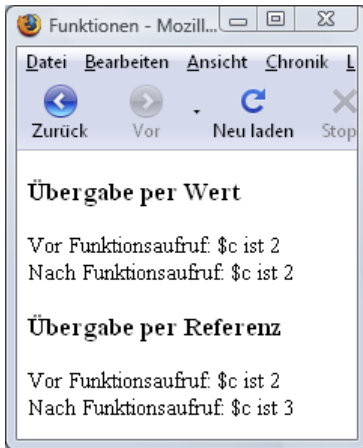 Funktionen - Mozill...
Datei Bearbeiten Ansicht Chronik L
Zurück Vor Neu laden Stop
Übergabe per Wert
Vor Funktionsaufruf: $c ist 2
Nach Funktionsaufruf: $c ist 2
Übergabe per Referenz
Vor Funktionsaufruf: $c ist 2
Nach Funktionsaufruf: $c ist 3